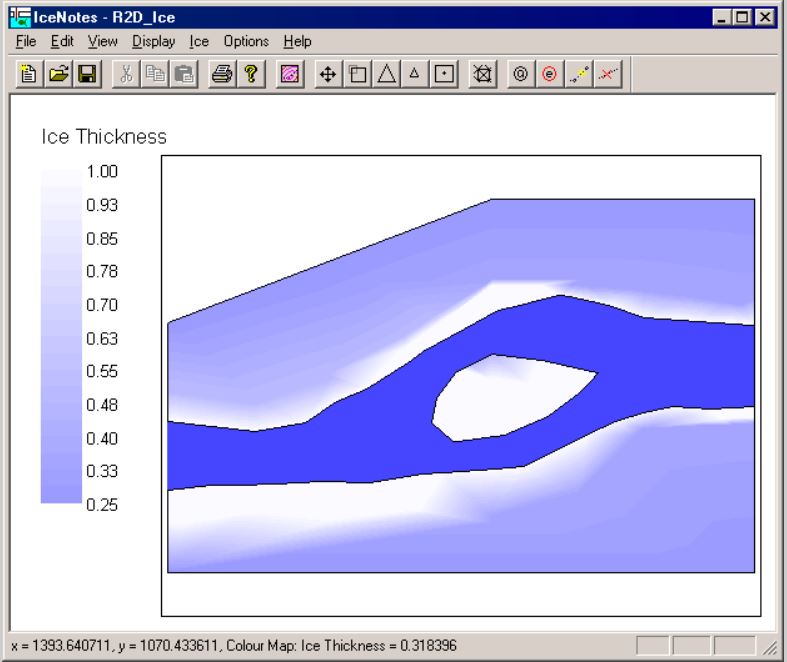 IceNotes - R2D_Ice
File Edit View Display Ice Options Help
Ice Thickness
1.00
0.93
0.85
0.78
0.70
0.63
0.55
0.48
0.40
0.33
0.25
x = 1393.640711, y = 1070.433611, Colour Map: Ice Thickness = 0.318396